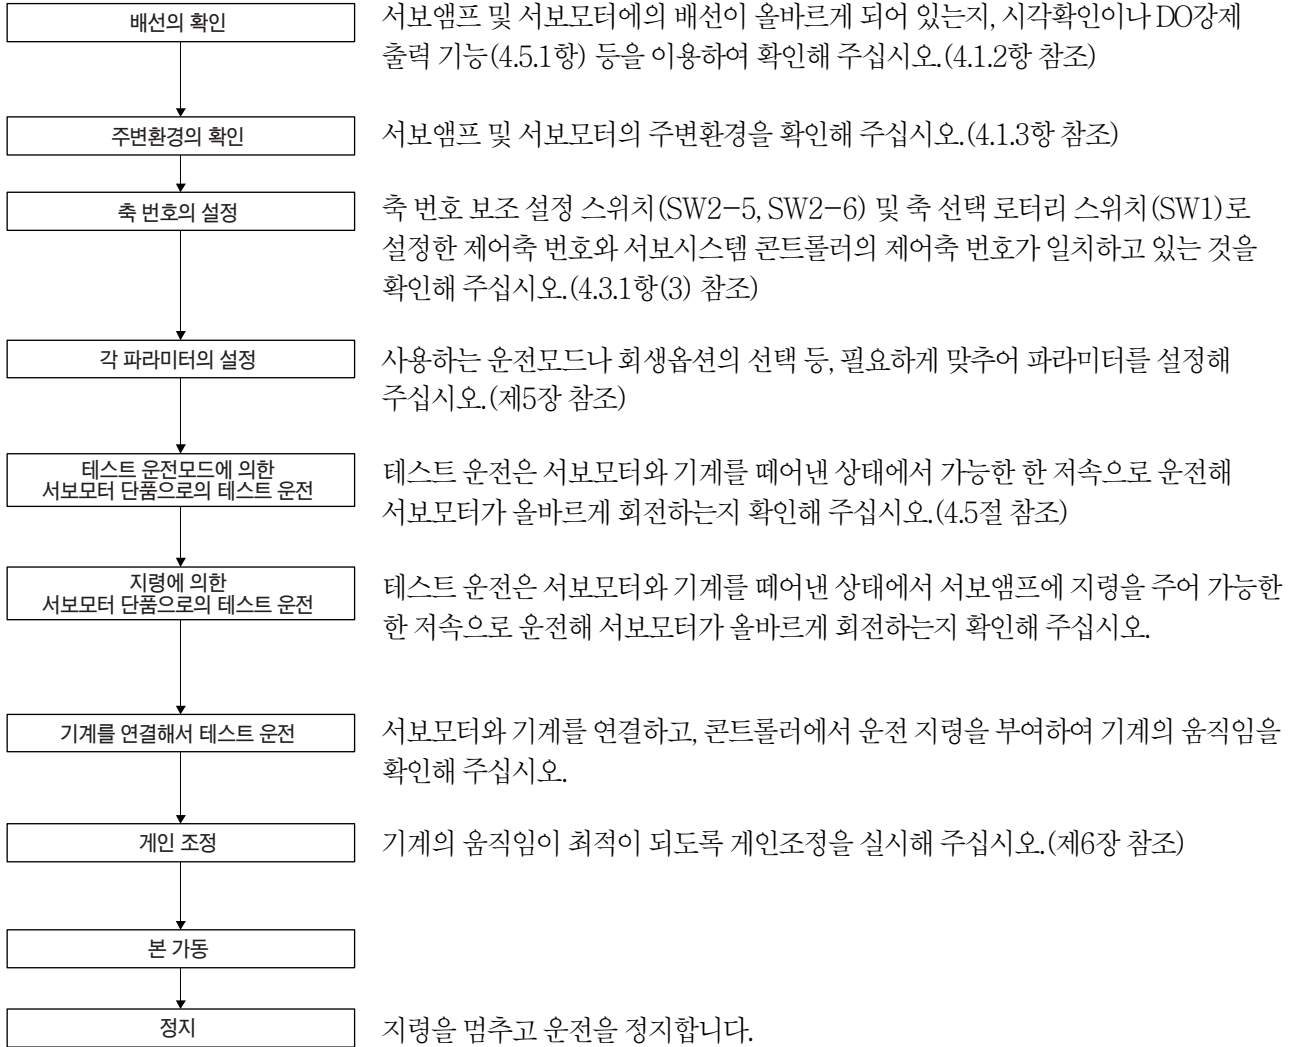 배선의 확인
서보앰프 및 서보모터에의 배선이 올바르게 되어 있는지, 시각확인이나 DO강제
출력 기능(4.5.1항) 등을 이용하여 확인해 주십시오.(4.1.2항 참조)
주변환경의 확인
서보앰프 및 서보모터의 주변환경을 확인해 주십시오.(4.1.3항 참조)
축 번호의 설정
축 번호 보조 설정 스위치(SW2-5, SW2-6) 및 축 선택 로터리 스위치(SW1)로
설정한 제어축 번호와 서보시스템 콘트롤러의 제어축 번호가 일치하고 있는 것을
확인해 주십시오.(4.3.1항(3) 참조)
각 파라미터의 설정
사용하는 운전모드나 회생옵션의 선택 등, 필요하게 맞추어 파라미터를 설정해
주십시오.(제5장 참조)
테스트 운전모드에 의한
서보모터 단품으로의 테스트 운전
테스트 운전은 서보모터와 기계를 떼어낸 상태에서 가능한 한 저속으로 운전해
서보모터가 올바르게 회전하는지 확인해 주십시오.(4.5절 참조)
지령에 의한
서보모터 단품으로의 테스트 운전
테스트 운전은 서보모터와 기계를 떼어낸 상태에서 서보앰프에 지령을 주어 가능한
한 저속으로 운전해 서보모터가 올바르게 회전하는지 확인해 주십시오.
기계를 연결해서 테스트 운전
서보모터와 기계를 연결하고, 콘트롤러에서 운전 지령을 부여하여 기계의 움직임을
확인해 주십시오.
게인 조정
기계의 움직임이 최적이 되도록 게인조정을 실시해 주십시오.(제6장 참조)
본 가동
정지
지령을 멈추고 운전을 정지합니다.